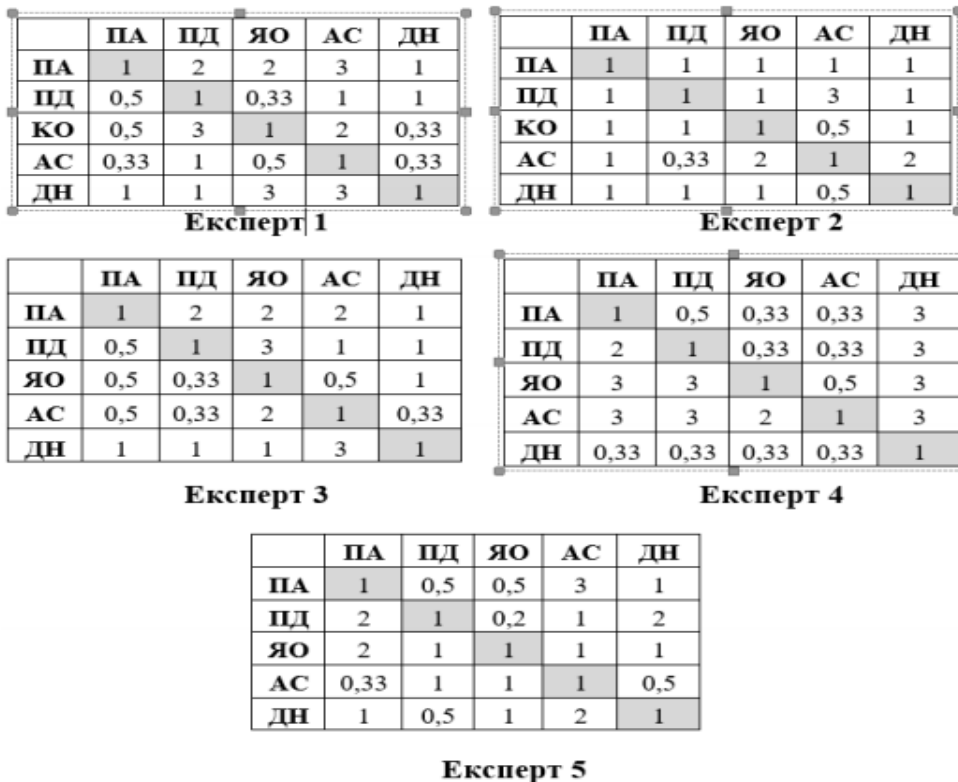 ПА ПД ЯО АС ДН
ПА 1 2 2 3 1
ПД 0,5 1 0,33 1 1
КО 0,5 3 1 2 0,33
АС 0,33 1 0,5 1 0,33
ДН 1 1 3 3 1
Експерт 1
ПА ПД ЯО АС ДН
ПА 1 1 1 1 1
ПД 1 1 1 3 1
КО 1 1 1 0,5 1
АС 1 0,33 2 1 2
ДН 1 1 1 0,5 1
Експерт 2
ПА ПД ЯО АС ДН
ПА 1 2 2 2 1
ПД 0,5 1 3 1 1
ЯО 0,5 0,33 1 0,5 1
АС 0,5 0,33 2 1 0,33
ДН 1 1 1 3 1
Експерт 3
ПА ПД ЯО АС ДН
ПА 1 0,5 0,33 0,33 3
ПД 2 1 0,33 0,33 3
ЯО 3 3 1 0,5 3
АС 3 3 2 1 3
ДН 0,33 0,33 0,33 0,33 1
Експерт 4
ПА ПД ЯО АС ДН
ПА 1 0,5 0,5 3 1
ПД 2 1 0,2 1 2
ЯО 2 1 1 1 1
АС 0,33 1 1 1 0,5
ДН 1 0,5 1 2 1
Експерт 5